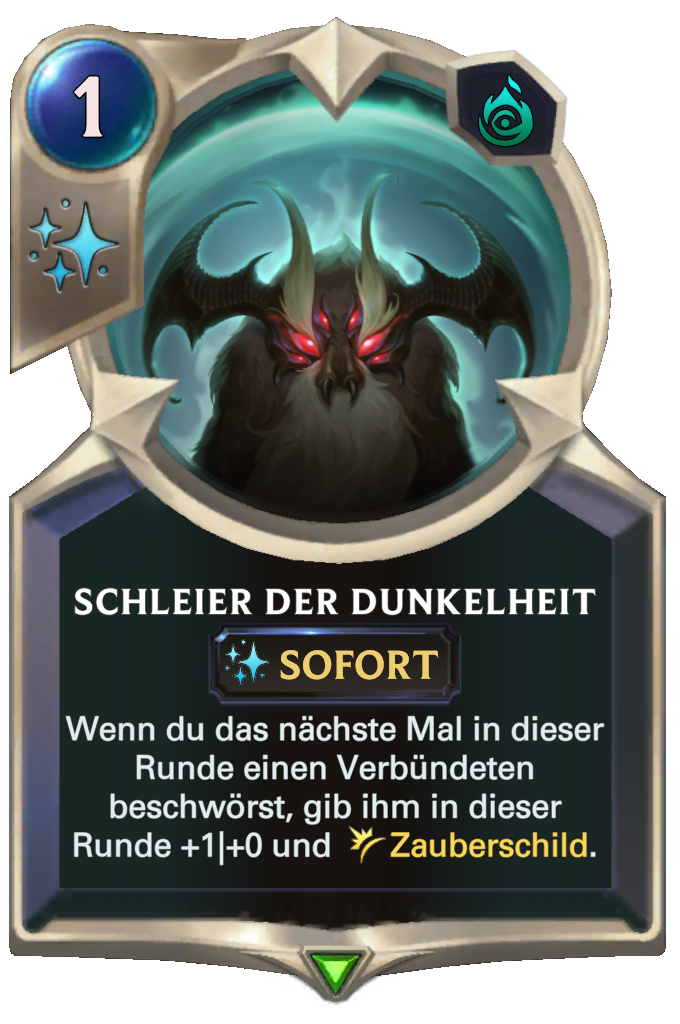 1
SCHLEIER DER DUNKELHEIT
SOFORT
Wenn du das nächste Mal in dieser
Runde einen Verbündeten
beschwörst, gib ihm in dieser
Runde +1|+0 und Zauberschild.